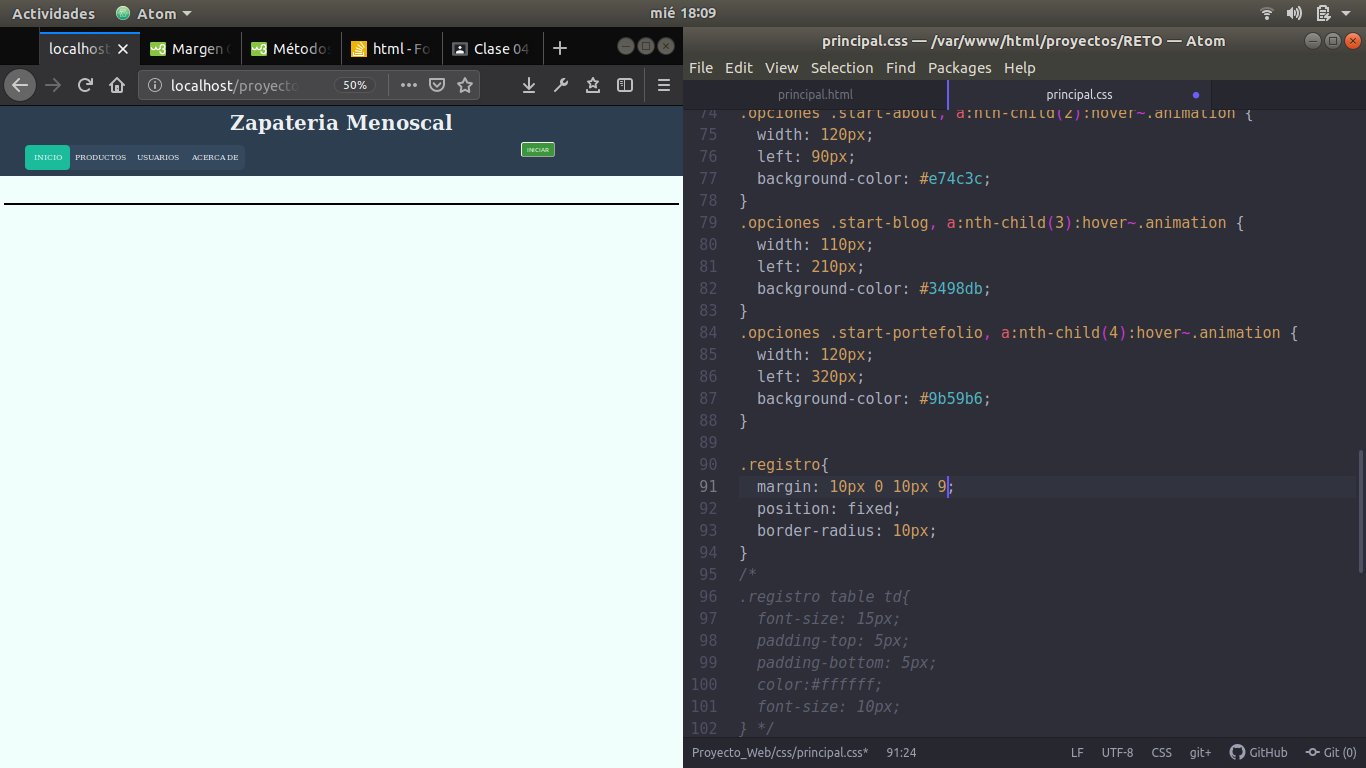 Actividades Atom mié 18:09
localhost Margen Métodos html - Fo Clase 04
localhost/proyecto 50%
Zapateria Menoscal
INICIO PRODUCTOS USUARIOS ACERCA DE INICIAR
principal.css — /var/www/html/proyectos/RETO — Atom
File Edit View Selection Find Packages Help
principal.html principal.css
74 .opciones .start-about, a:nth-child(2):hover~.animation {
75 width: 120px;
76 left: 90px;
77 background-color: #e74c3c;
78 }
79 .opciones .start-blog, a:nth-child(3):hover~.animation {
80 width: 110px;
81 left: 210px;
82 background-color: #3498db;
83 }
84 .opciones .start-portefolio, a:nth-child(4):hover~.animation {
85 width: 120px;
86 left: 320px;
87 background-color: #9b59b6;
88 }
89
90 .registro{
91 margin: 10px 0 10px 9;
92 position: fixed;
93 border-radius: 10px;
94 }
95 /*
96 .registro table td{
97 font-size: 15px;
98 padding-top: 5px;
99 padding-bottom: 5px;
100 color:#ffffff;
101 font-size: 10px;
102 } */
Proyecto_Web/css/principal.css* 91:24 LF UTF-8 CSS git+ GitHub Git (0)